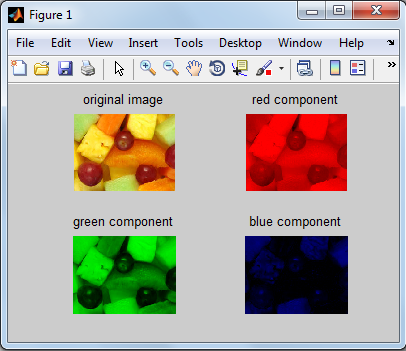 Figure 1
File Edit View Insert Tools Desktop Window Help
original image red component
green component blue component